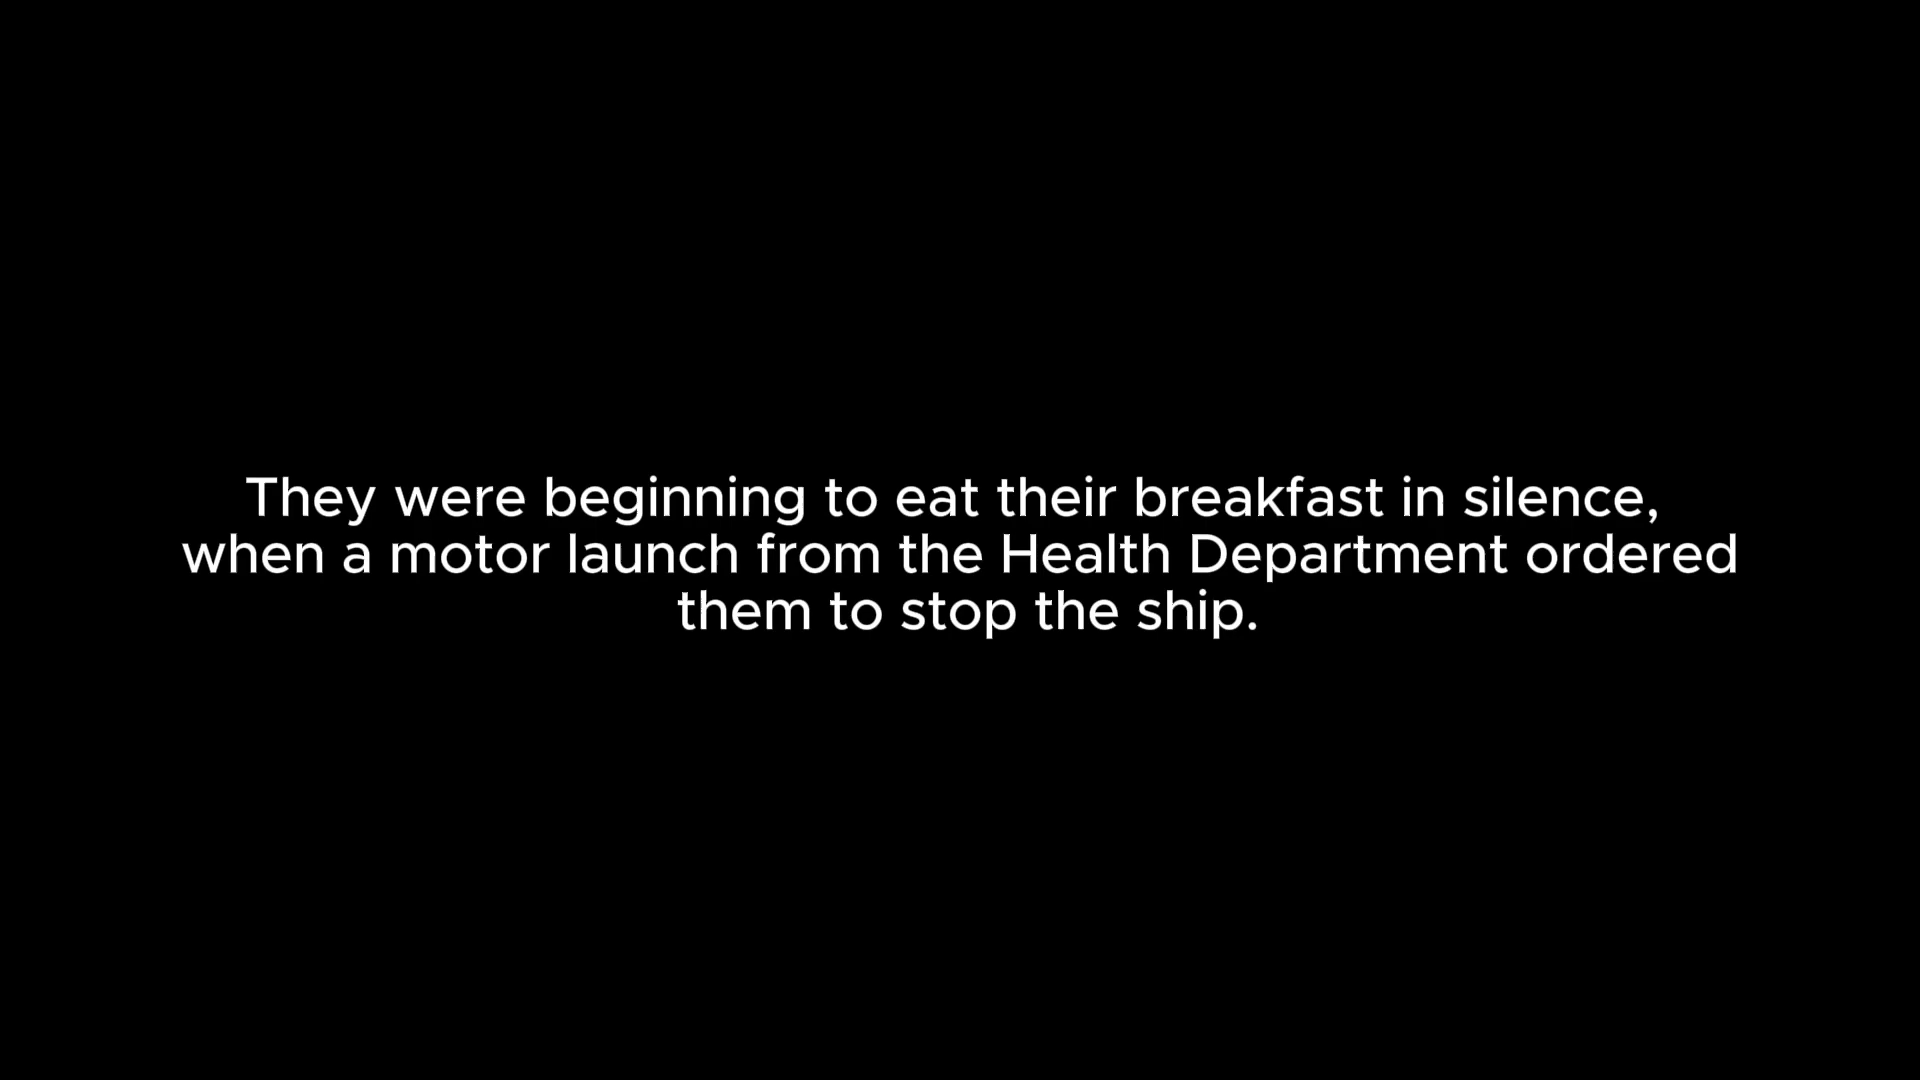 They were beginning to eat their breakfast in silence,
when a motor launch from the Health Department ordered
them to stop the ship.